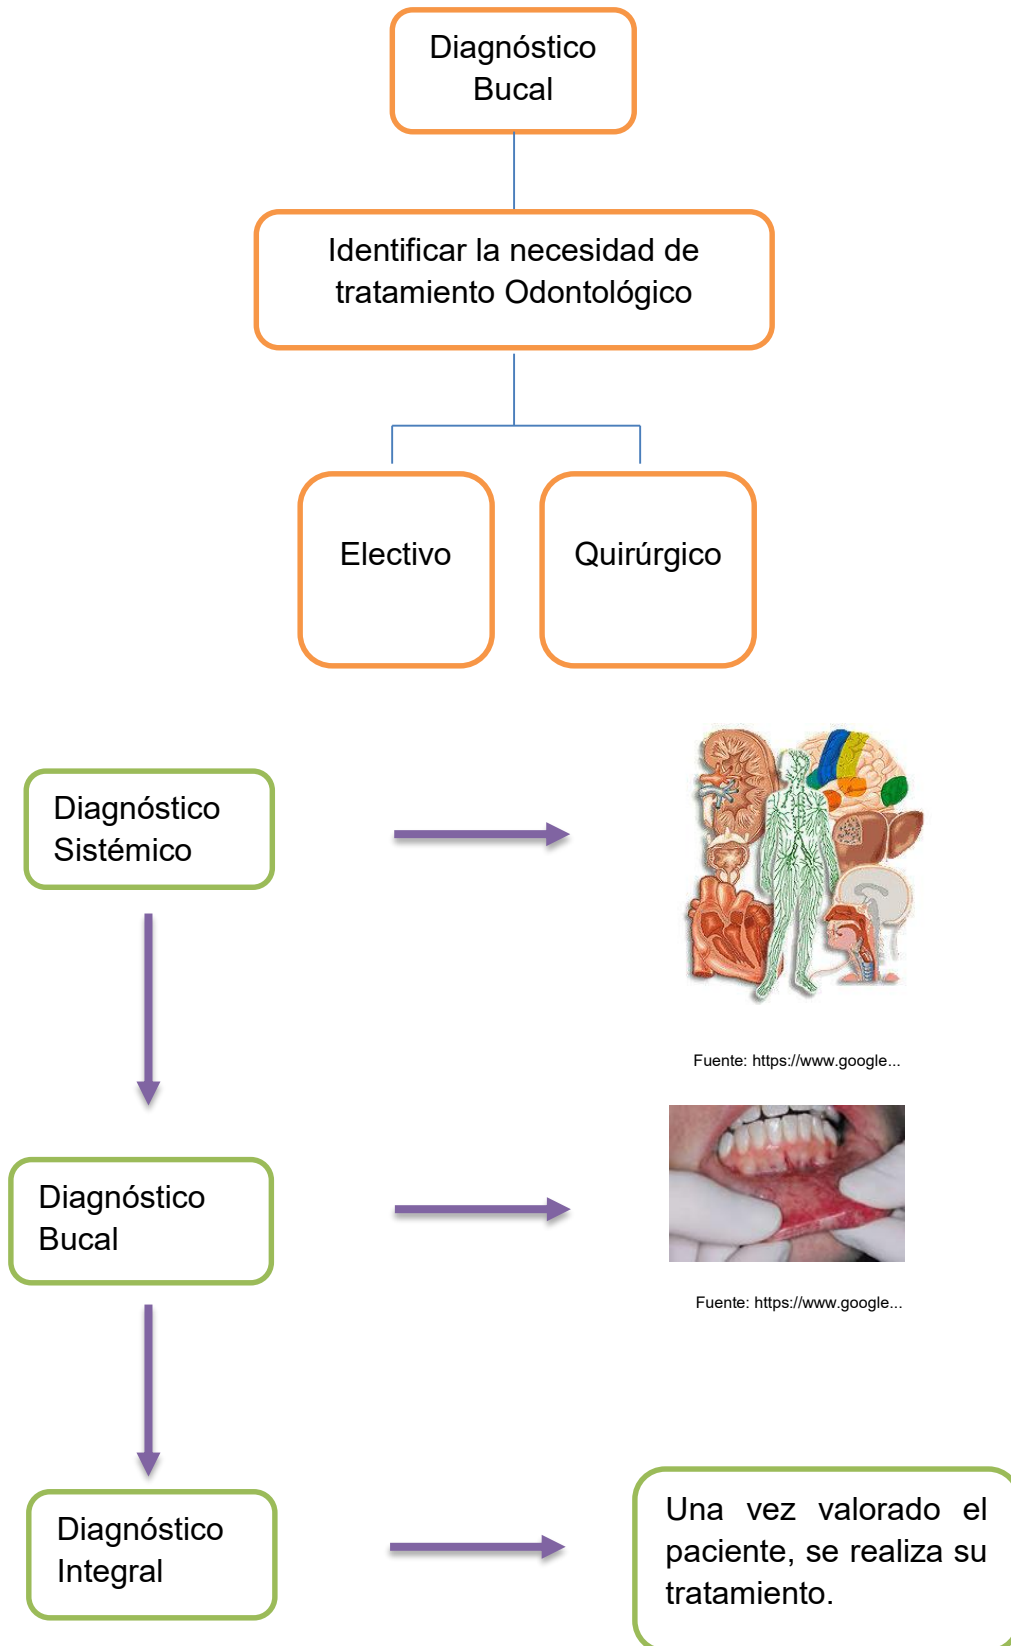 Diagnóstico
Bucal
Identificar la necesidad de
tratamiento Odontológico
Electivo
Quirúrgico
Diagnóstico
Sistémico
Fuente: https://www.google...
Diagnóstico
Bucal
Fuente: https://www.google...
Diagnóstico
Integral
Una vez valorado el
paciente, se realiza su
tratamiento.